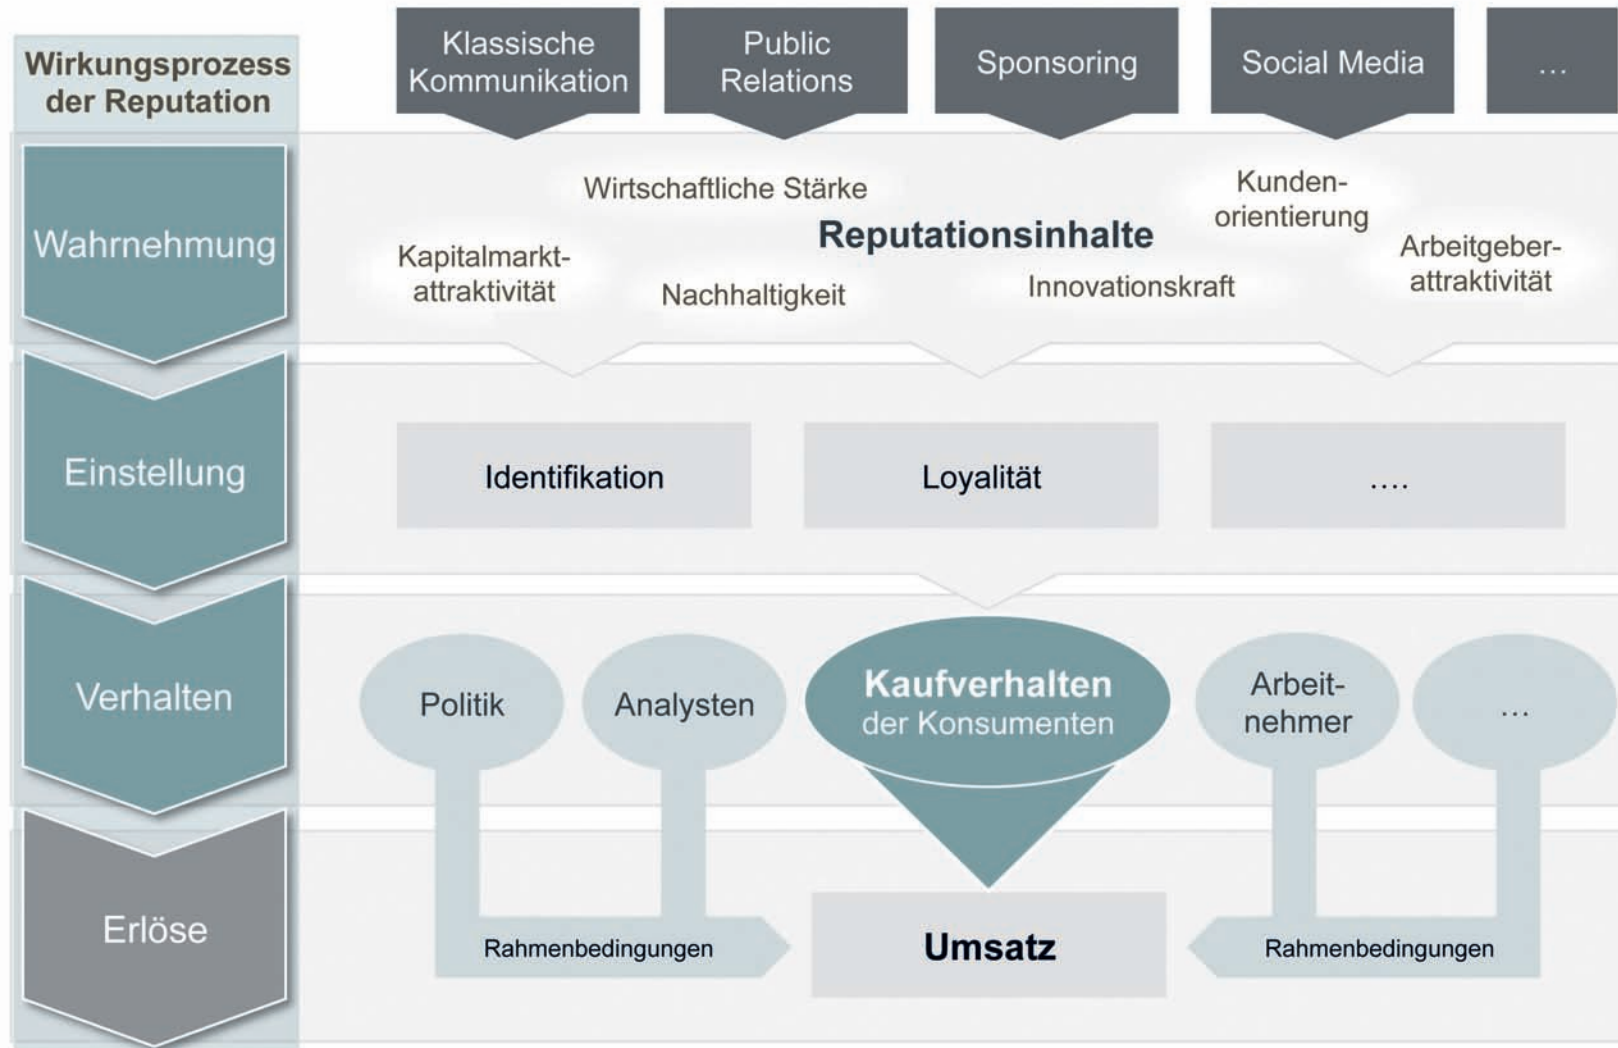 Wirkungsprozess
der Reputation
Klassische
Kommunikation
Public
Relations
Sponsoring
Social Media
...
Wahrnehmung
Wirtschaftliche Stärke
Kunden-
orientierung
Reputationsinhalte
Kapitalmarkt-
attraktivität
Nachhaltigkeit
Innovationskraft
Arbeitgeber-
attraktivität
Einstellung
Identifikation
Loyalität
....
Verhalten
Politik
Analysten
Kaufverhalten
der Konsumenten
Arbeit-
nehmer
...
Erlöse
Rahmenbedingungen
Umsatz
Rahmenbedingungen